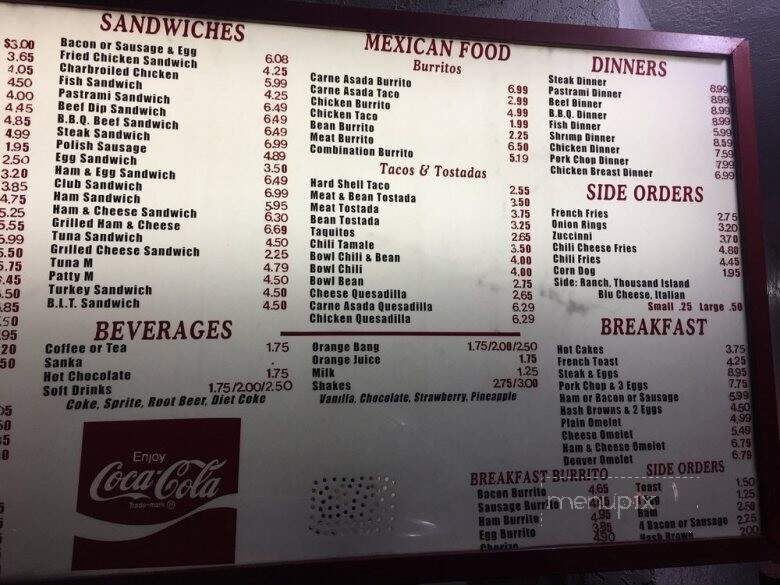 $3.00
3.65
4.05
4.50
4.00
4.45
4.85
4.99
1.95
2.50
3.20
3.85
4.75
5.25
5.55
5.99
5.50
5.75
.45
.50
.85
.50
.95
.20
.50
SANDWICHES
Bacon or Sausage & Egg 6.08
Fried Chicken Sandwich 4.25
Charbroiled Chicken 5.99
Fish Sandwich 4.25
Pastrami Sandwich 6.49
Beef Dip Sandwich 6.49
B.B.Q. Beef Sandwich 6.49
Steak Sandwich 6.99
Polish Sausage 4.89
Egg Sandwich 3.50
Ham & Egg Sandwich 6.49
Club Sandwich 6.99
Ham Sandwich 5.95
Ham & Cheese Sandwich 6.30
Grilled Ham & Cheese 6.69
Tuna Sandwich 4.50
Grilled Cheese Sandwich 2.25
Tuna M 4.79
Patty M 4.50
Turkey Sandwich 4.50
B.L.T. Sandwich 4.50
BEVERAGES
Coffee or Tea 1.75
Sanka
Hot Chocolate 1.75
Soft Drinks 1.75/2.00/2.50
Coke, Sprite, Root Beer, Diet Coke
Enjoy
Coca-Cola
Trade-mark ®
MEXICAN FOOD
Burritos
Carne Asada Burrito 6.99
Carne Asada Taco 2.99
Chicken Burrito 4.99
Chicken Taco 1.99
Bean Burrito 2.25
Meat Burrito 6.50
Combination Burrito 5.19
Tacos & Tostadas
Hard Shell Taco 2.55
Meat & Bean Tostada 3.50
Meat Tostada 3.75
Bean Tostada 3.25
Taquitos 2.65
Chili Tamale 3.50
Bowl Chili & Bean 4.00
Bowl Chili 4.00
Bowl Bean 2.75
Cheese Quesadilla 2.65
Carne Asada Quesadilla 6.29
Chicken Quesadilla 6.29
Orange Bang 1.75/2.00/2.50
Orange Juice 1.75
Milk 1.25
Shakes 2.75/3.00
Vanilla, Chocolate, Strawberry, Pineapple
DINNERS
Steak Dinner 8.99
Pastrami Dinner 8.99
Beef Dinner 8.99
B.B.Q. Dinner 8.99
Fish Dinner 5.99
Shrimp Dinner 8.59
Chicken Dinner 7.59
Pork Chop Dinner 7.99
Chicken Breast Dinner 6.99
SIDE ORDERS
French Fries 2.75
Onion Rings 3.20
Zuccinni 3.70
Chili Cheese Fries 4.80
Chili Fries 4.45
Corn Dog 1.95
Side: Ranch, Thousand Island
Blu Cheese, Italian
Small .25 Large .50
BREAKFAST
Hot Cakes 3.75
French Toast 4.25
Steak & Eggs 8.95
Pork Chop & 3 Eggs 7.75
Ham or Bacon or Sausage 5.99
Hash Browns & 2 Eggs 4.50
Plain Omelet 4.99
Cheese Omelet 5.49
Ham & Cheese Omelet 6.79
Denver Omelet 6.79
BREAKFAST BURRITO
Bacon Burrito 4.65
Sausage Burrito
Ham Burrito 4.95
Chorizo 4.90
SIDE ORDERS
Toast 1.50
1.25
Ham 2.50
4 Bacon or Sausage 2.25
Hash Brown 2.00
menupix